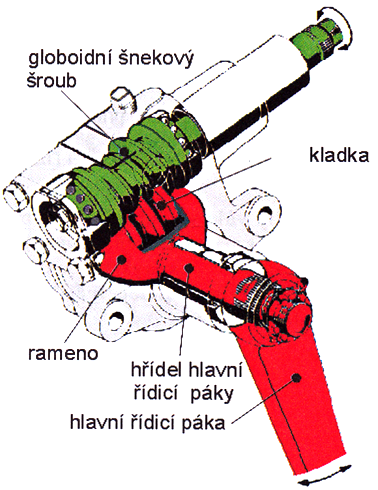 globoidní šnekový
šroub
kladka
rameno
hřídel hlavní
řídicí páky
hlavní řídicí páka